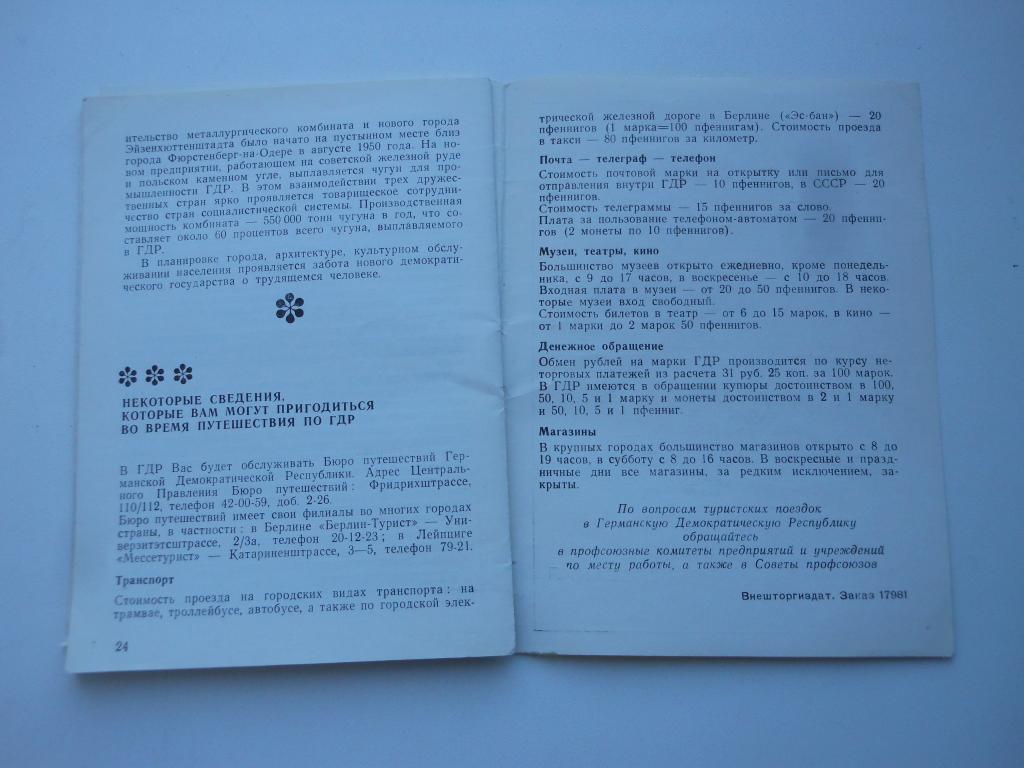 ительство металлургического комбината и нового города
Эйзенхюттенштадта было начато на пустынном месте близ
города Фюрстенберг-на-Одере в августе 1950 года. На но-
вом предприятии, работающем на советской железной руде
и польском каменном угле, выплавляется чугун для про-
мышленности ГДР. В этом взаимодействии трех дружес-
твенных стран ярко проявляется товарищеское сотрудни-
чество стран социалистической системы. Производственная
мощность комбината — 550 000 тонн чугуна в год, что со-
ставляет около 60 процентов всего чугуна, выплавляемого
в ГДР.
В планировке города, архитектуре, культурном обслу-
живании населения проявляется забота нового демократи-
ческого государства о трудящемся человеке.
НЕКОТОРЫЕ СВЕДЕНИЯ,
КОТОРЫЕ ВАМ МОГУТ ПРИГОДИТЬСЯ
ВО ВРЕМЯ ПУТЕШЕСТВИЯ ПО ГДР
В ГДР Вас будет обслуживать Бюро путешествий Гер-
манской Демократической Республики. Адрес Централь-
ного Правления Бюро путешествий: Фридрихштрассе,
110/112, телефон 42-00-59, доб. 2-26.
Бюро путешествий имеет свои филиалы во многих городах
страны, в частности: в Берлине «Берлин-Турист» — Уни-
верзитэтсштрассе, 2/3а, телефон 20-12-23; в Лейпциге
«Мессетурист» — Катариненштрассе, 3—5, телефон 79-21.
Транспорт
Стоимость проезда на городских видах транспорта: на
трамвае, троллейбусе, автобусе, а также по городской элек-
24
трической железной дороге в Берлине («Эс-бан») — 20
пфеннигов (1 марка=100 пфеннигам). Стоимость проезда
в такси — 80 пфеннигов за километр.
Почта — телеграф — телефон
Стоимость почтовой марки на открытку или письмо для
отправления внутри ГДР — 10 пфеннигов, в СССР — 20
пфеннигов.
Стоимость телеграммы — 15 пфеннигов за слово.
Плата за пользование телефоном-автоматом — 20 пфенни-
гов (2 монеты по 10 пфеннигов).
Музеи, театры, кино
Большинство музеев открыто ежедневно, кроме понедель-
ника, с 9 до 17 часов, в воскресенье — с 10 до 18 часов.
Входная плата в музеи — от 20 до 50 пфеннигов. В неко-
торые музеи вход свободный.
Стоимость билетов в театр — от 6 до 15 марок, в кино —
от 1 марки до 2 марок 50 пфеннигов.
Денежное обращение
Обмен рублей на марки ГДР производится по курсу не-
торговых платежей из расчета 31 руб. 25 коп. за 100 марок.
В ГДР имеются в обращении купюры достоинством в 100,
50, 10, 5 и 1 марку и монеты достоинством в 2 и 1 марку
и 50, 10, 5 и 1 пфенниг.
Магазины
В крупных городах большинство магазинов открыто с 8 до
19 часов, в субботу с 8 до 16 часов. В воскресные и празд-
ничные дни все магазины, за редким исключением, за-
крыты.
По вопросам туристских поездок
в Германскую Демократическую Республику
обращайтесь
в профсоюзные комитеты предприятий и учреждений
по месту работы, а также в Советы профсоюзов
Внешторгиздат. Заказ 17981